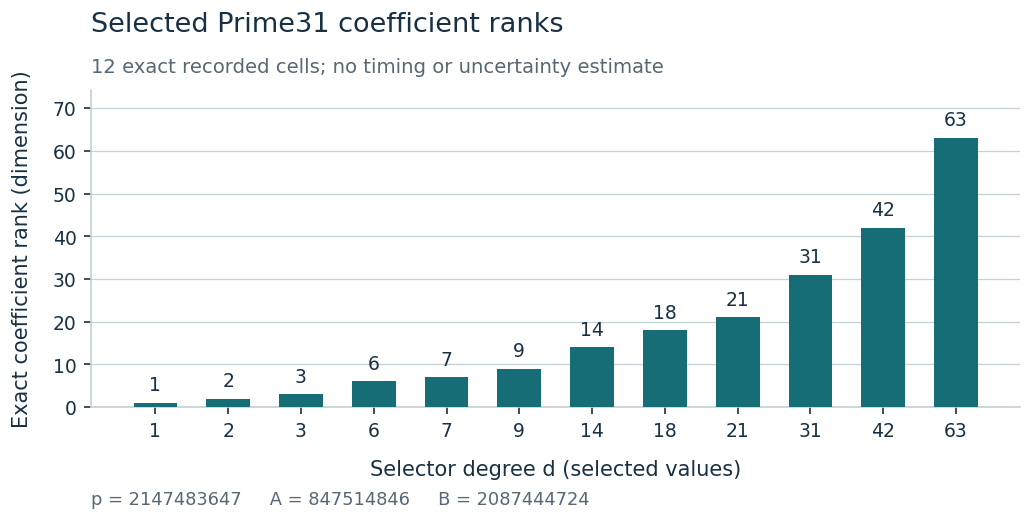 Selected Prime31 coefficient ranks
12 exact recorded cells; no timing or uncertainty estimate
Exact coefficient rank (dimension)
70
60
50
40
30
20
10
0
1 2 3 6 7 9 14 18 21 31 42 63
1 2 3 6 7 9 14 18 21 31 42 63
Selector degree d (selected values)
p = 2147483647 A = 847514846 B = 2087444724